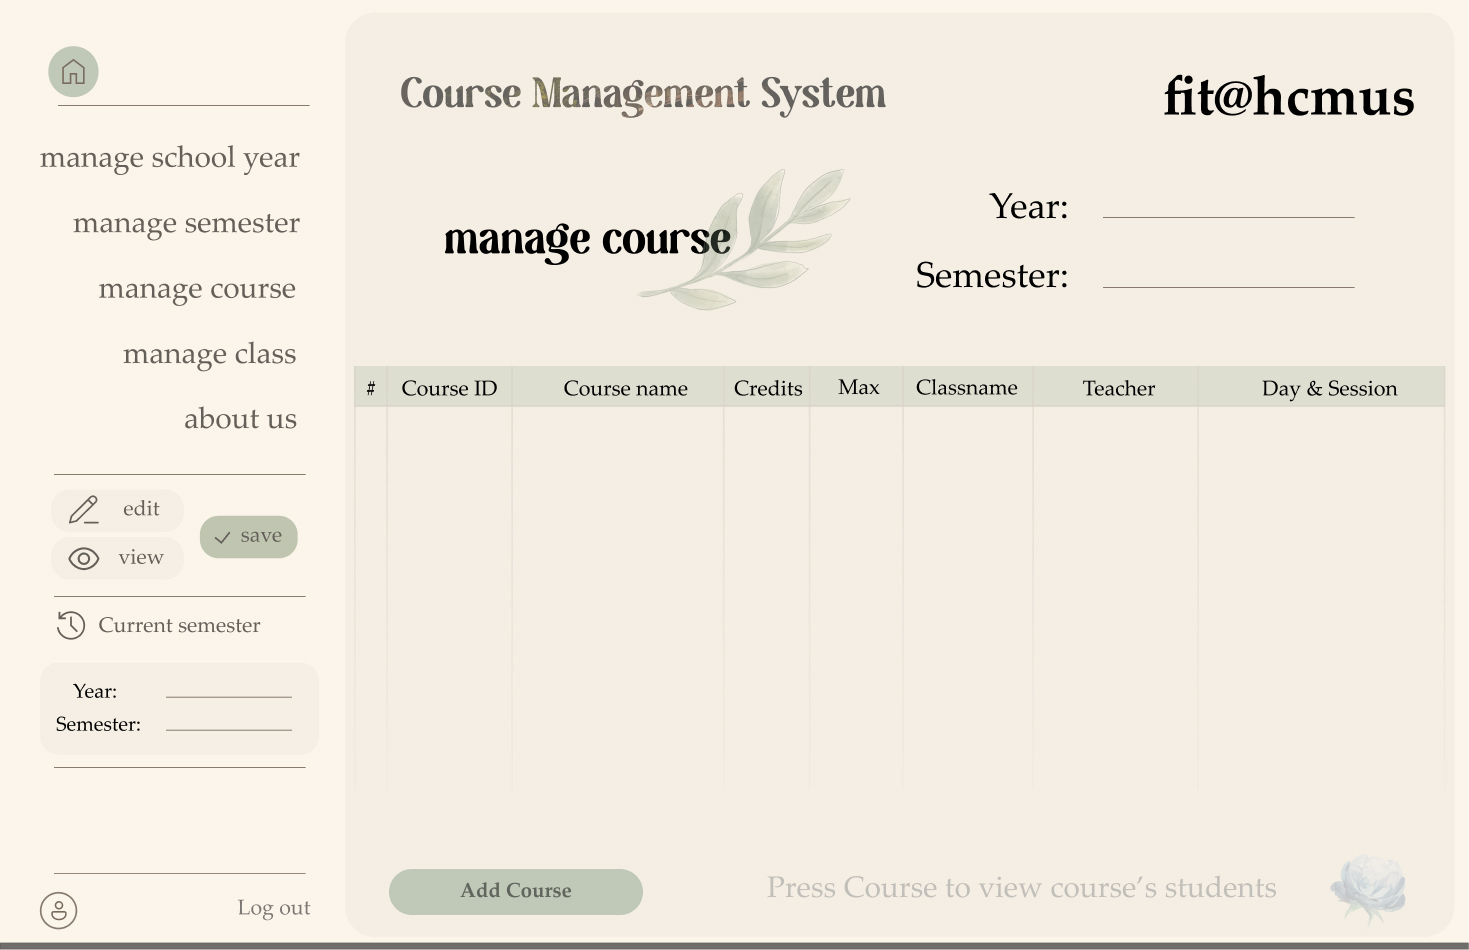 manage school year
manage semester
manage course
manage class
about us
edit
view
save
Current semester
Year:
Semester:
Log out
Course Management System
fit@hcmus
manage course
Year:
Semester:
# Course ID Course name Credits Max Classname Teacher Day & Session
Add Course
Press Course to view course’s students